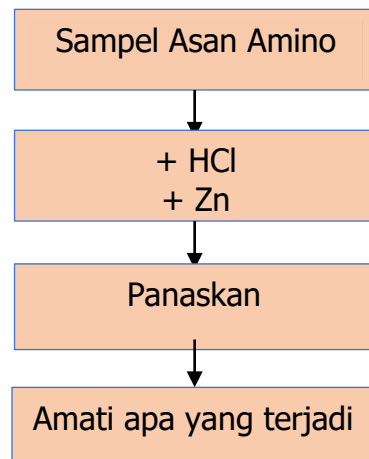 Sampel Asan Amino
+ HCl
+ Zn
Panaskan
Amati apa yang terjadi